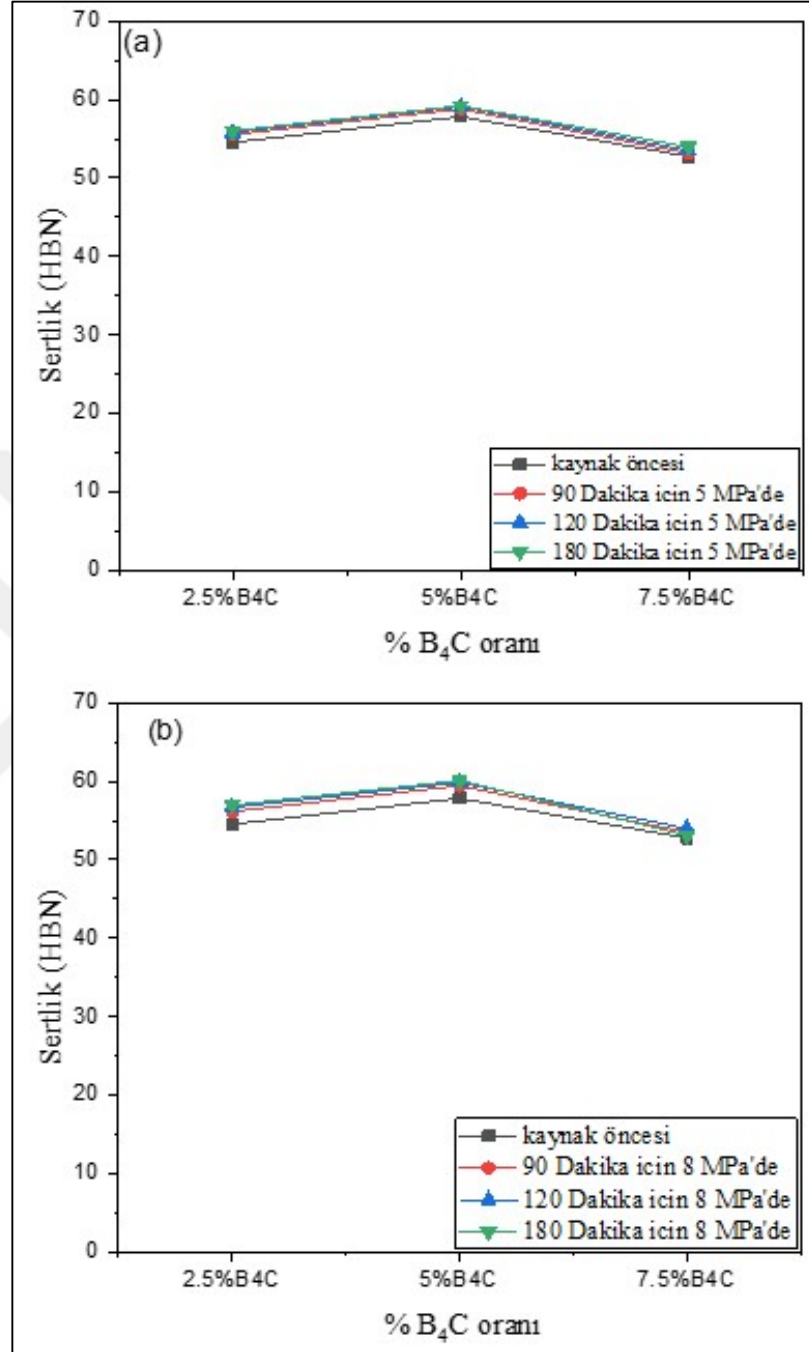 (a)
70
60
50
40
30
20
10
0
Sertlik (HBN)
kaynak öncesi
90 Dakika icin 5 MPa'de
120 Dakika icin 5 MPa'de
180 Dakika icin 5 MPa'de
2.5%B4C 5%B4C 7.5%B4C
% B₄C oranı
(b)
70
60
50
40
30
20
10
0
Sertlik (HBN)
kaynak öncesi
90 Dakika icin 8 MPa'de
120 Dakika icin 8 MPa'de
180 Dakika icin 8 MPa'de
2.5%B4C 5%B4C 7.5%B4C
% B₄C oranı